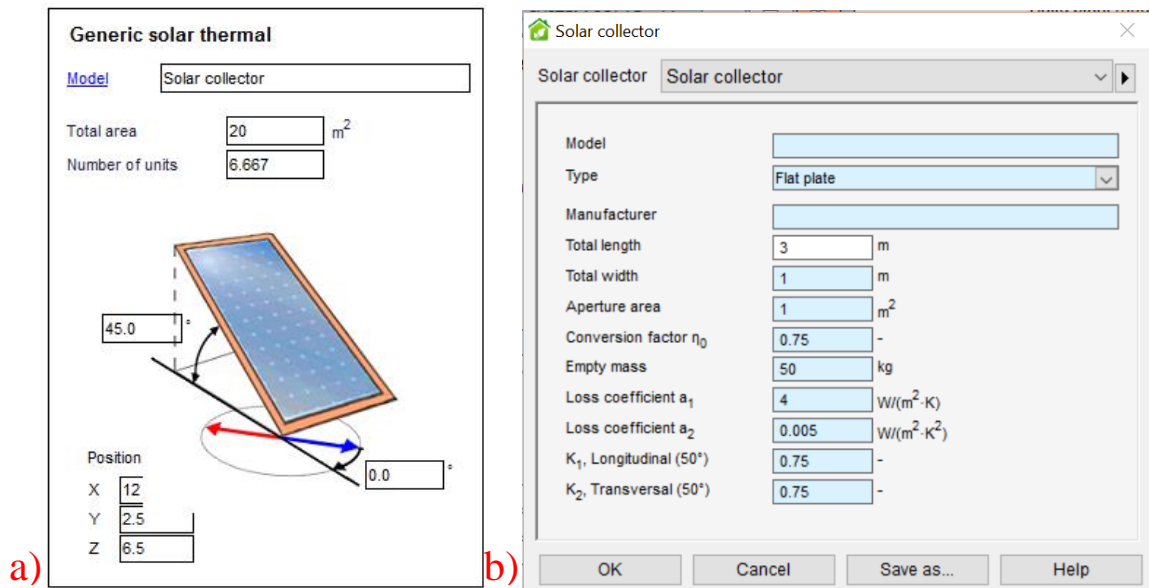 Generic solar thermal
Model Solar collector
Total area 20 m²
Number of units 6.667
45.0 °
0.0 °
Position
X 12
Y 2.5
Z 6.5
a)
Solar collector
Solar collector Solar collector
Model
Type Flat plate
Manufacturer
Total length 3 m
Total width 1 m
Aperture area 1 m²
Conversion factor η₀ 0.75 -
Empty mass 50 kg
Loss coefficient a₁ 4 W/(m²·K)
Loss coefficient a₂ 0.005 W/(m²·K²)
K₁, Longitudinal (50°) 0.75 -
K₂, Transversal (50°) 0.75 -
OK Cancel Save as... Help
b)